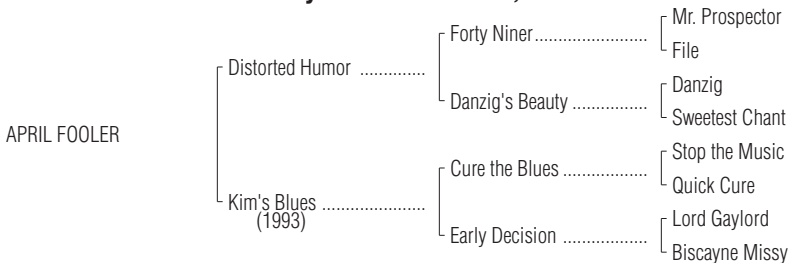 Mr. Prospector
Forty Niner
File
Distorted Humor
Danzig
Danzig's Beauty
Sweetest Chant
APRIL FOOLER
Stop the Music
Cure the Blues
Quick Cure
Kim's Blues
(1993)
Lord Gaylord
Early Decision
Biscayne Missy